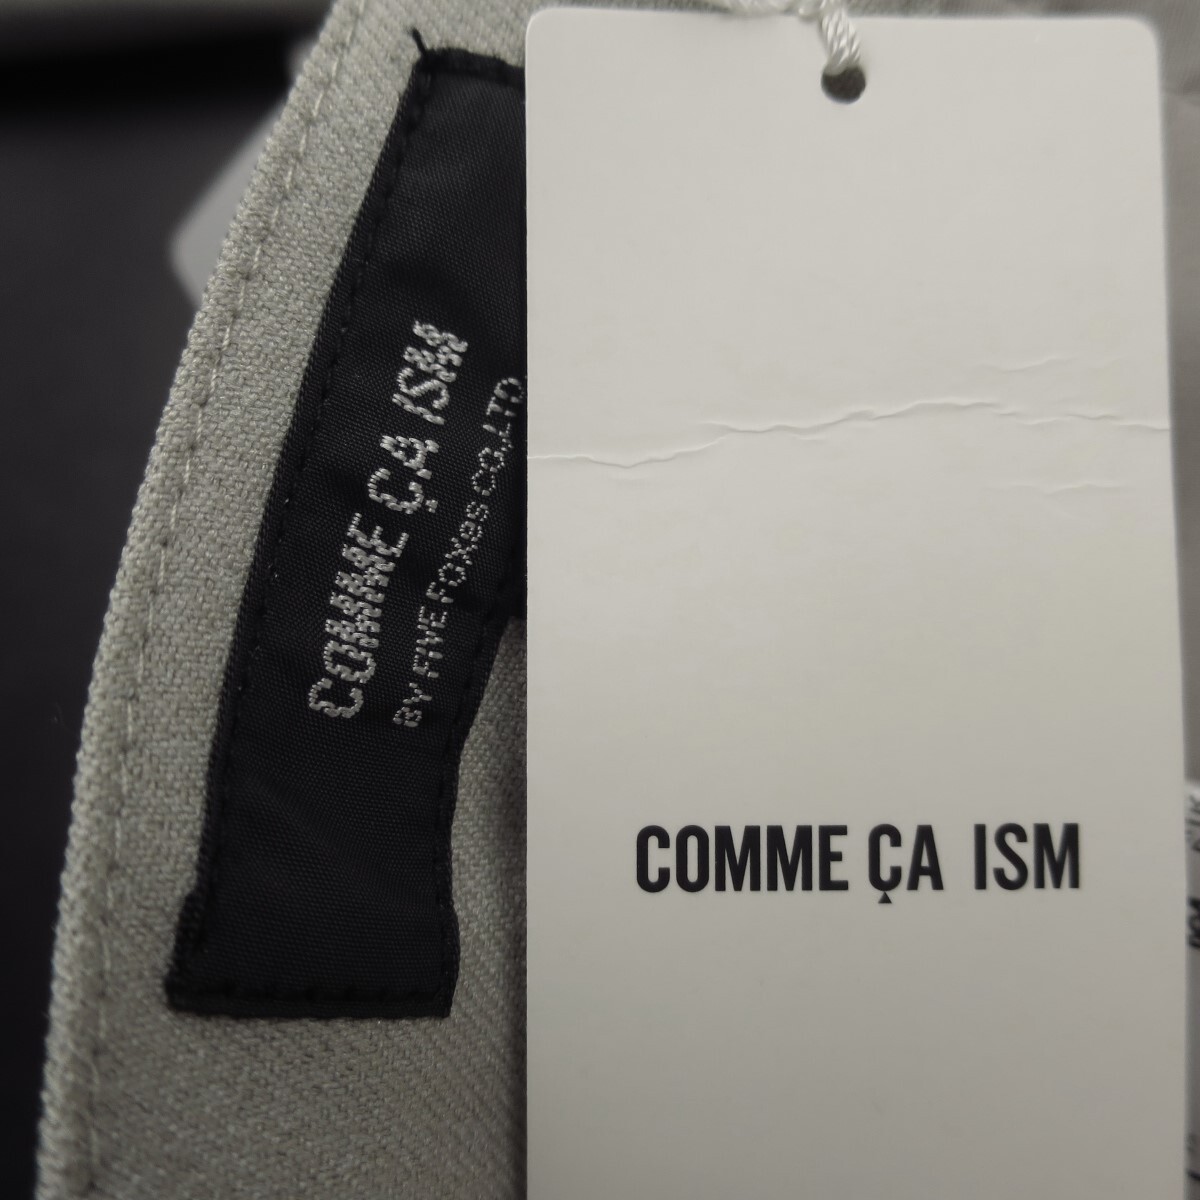 COMME ÇA ISM
BY FIVE FOXes CO.,LTD.
COMME ÇA ISM